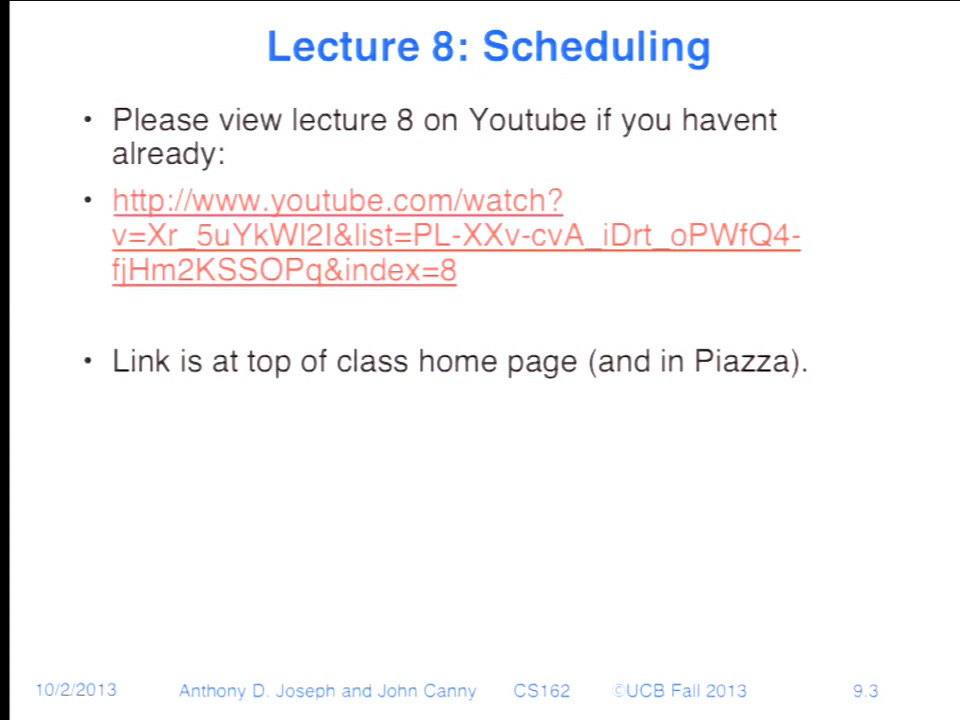 Lecture 8: Scheduling
• Please view lecture 8 on Youtube if you havent
already:
• http://www.youtube.com/watch?
v=Xr_5uYkWI2I&list=PL-XXv-cvA_iDrt_oPWfQ4-
fjHm2KSSOPq&index=8
• Link is at top of class home page (and in Piazza).
10/2/2013 Anthony D. Joseph and John Canny CS162 ©UCB Fall 2013 9.3